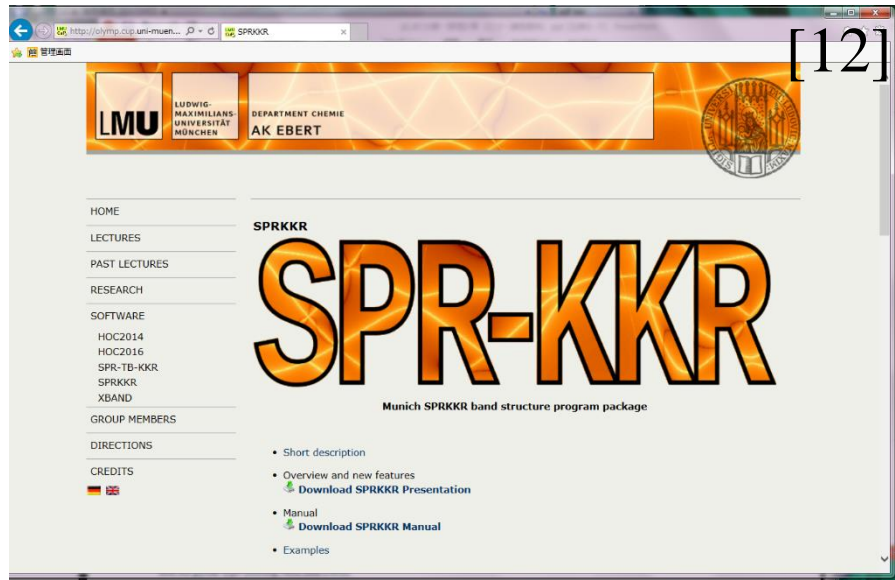 http://olymp.cup.uni-muen...
SPRKKR
[12]
管理画面
LMU
LUDWIG-
MAXIMILIANS-
UNIVERSITÄT
MÜNCHEN
DEPARTMENT CHEMIE
AK EBERT
HOME
LECTURES
PAST LECTURES
RESEARCH
SOFTWARE
HOC2014
HOC2016
SPR-TB-KKR
SPRKKR
XBAND
GROUP MEMBERS
DIRECTIONS
CREDITS
SPRKKR
SPR-KKR
Munich SPRKKR band structure program package
• Short description
• Overview and new features
Download SPRKKR Presentation
• Manual
Download SPRKKR Manual
• Examples